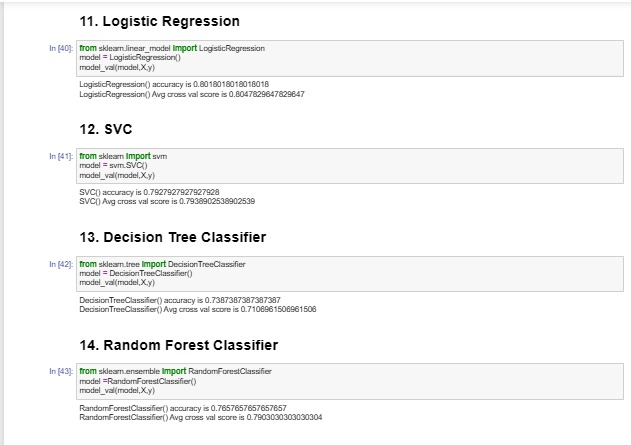 11. Logistic Regression
In [40]: from sklearn.linear_model import LogisticRegression
model = LogisticRegression()
model_val(model,X,y)
LogisticRegression() accuracy is 0.8018018018018018
LogisticRegression() Avg cross val score is 0.8047829647829647
12. SVC
In [41]: from sklearn import svm
model = svm.SVC()
model_val(model,X,y)
SVC() accuracy is 0.7927927927927928
SVC() Avg cross val score is 0.7938902538902539
13. Decision Tree Classifier
In [42]: from sklearn.tree import DecisionTreeClassifier
model = DecisionTreeClassifier()
model_val(model,X,y)
DecisionTreeClassifier() accuracy is 0.7387387387387387
DecisionTreeClassifier() Avg cross val score is 0.7106961506961506
14. Random Forest Classifier
In [43]: from sklearn.ensemble import RandomForestClassifier
model =RandomForestClassifier()
model_val(model,X,y)
RandomForestClassifier() accuracy is 0.7657657657657657
RandomForestClassifier() Avg cross val score is 0.7903030303030304